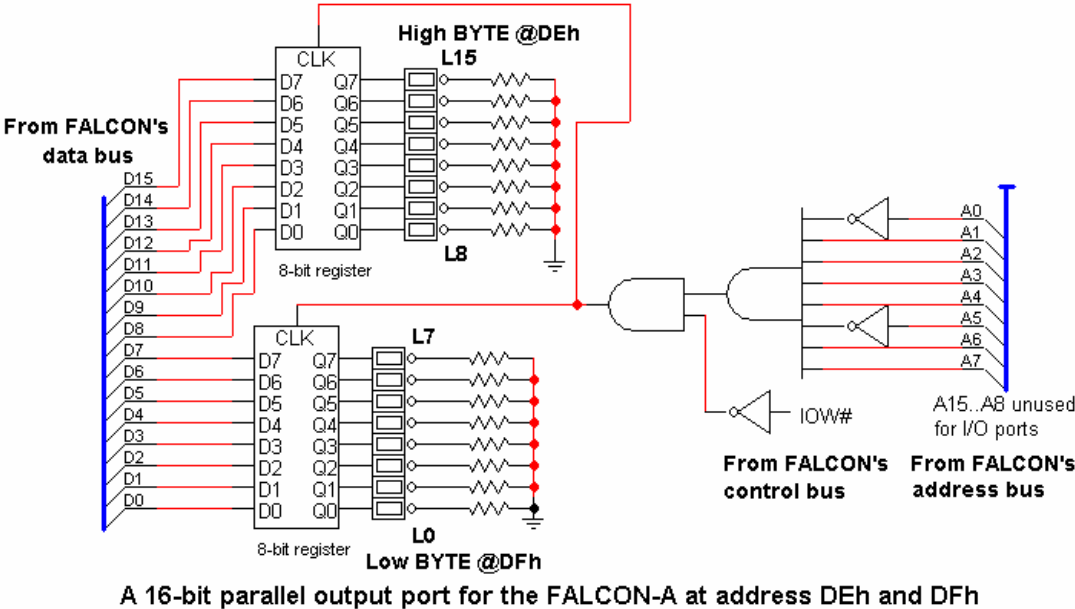 High BYTE @DEh
L15
CLK
D7 Q7
D6 Q6
D5 Q5
D4 Q4
D3 Q3
D2 Q2
D1 Q1
D0 Q0
L8
8-bit register
From FALCON's
data bus
D15
D14
D13
D12
D11
D10
D9
D8
D7
D6
D5
D4
D3
D2
D1
D0
CLK
L7
D7 Q7
D6 Q6
D5 Q5
D4 Q4
D3 Q3
D2 Q2
D1 Q1
D0 Q0
L0
8-bit register
Low BYTE @DFh
A0
A1
A2
A3
A4
A5
A6
A7
IOW#
A15..A8 unused
for I/O ports
From FALCON's
control bus
From FALCON's
address bus
A 16-bit parallel output port for the FALCON-A at address DEh and DFh